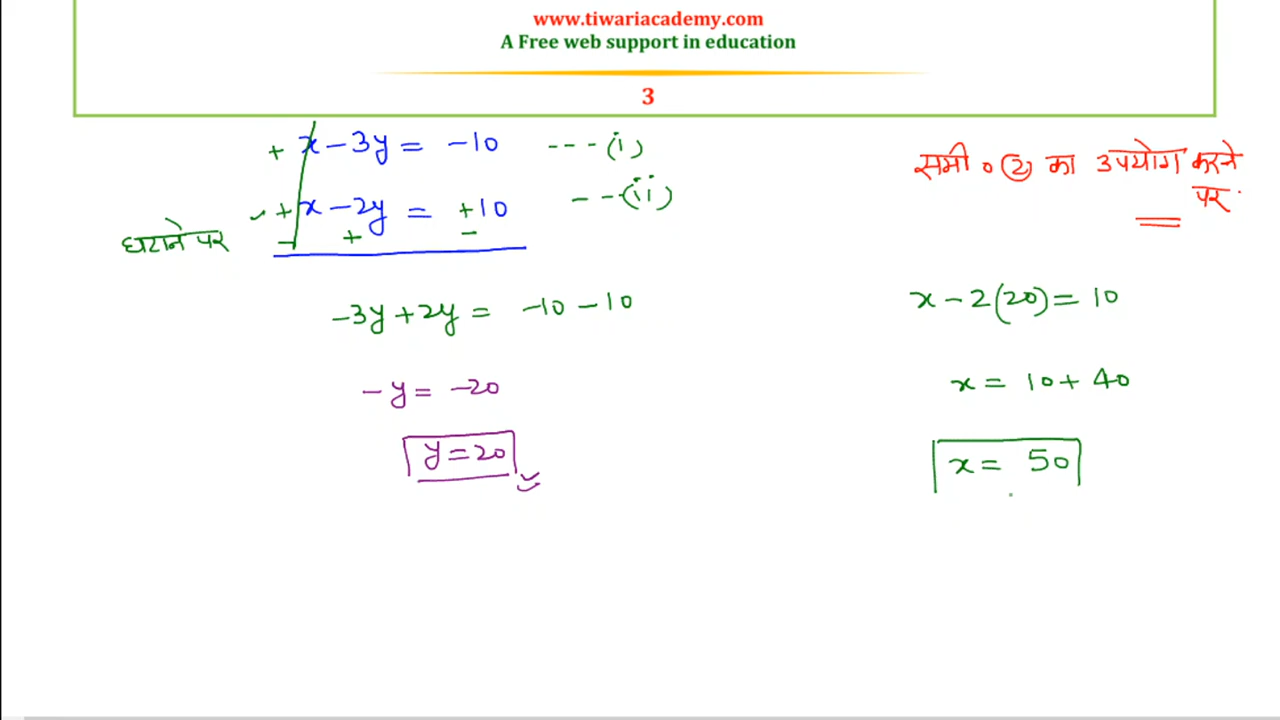 www.tiwariacademy.com
A Free web support in education
3
+ x - 3y = -10 ---(i)
+ x - 2y = +10 --(ii)
घटाने पर - + -
-3y + 2y = -10 - 10
-y = -20
y = 20
समी० (2) का उपयोग करने
पर
x - 2(20) = 10
x = 10 + 40
x = 50